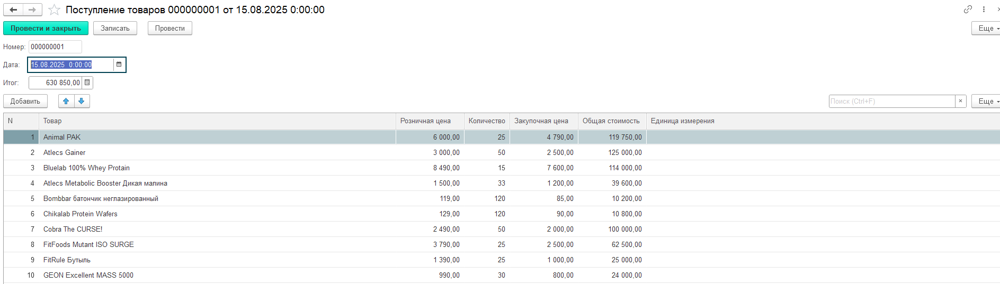 Поступление товаров 000000001 от 15.08.2025 0:00:00
Провести и закрыть Записать Провести Еще
Номер: 000000001
Дата: 15.08.2025 0:00:00
Итог: 630 850,00
Добавить Поиск (Ctrl+F) × Еще
N Товар Розничная цена Количество Закупочная цена Общая стоимость Единица измерения
1 Animal PAK 6 000,00 25 4 790,00 119 750,00
2 Atlecs Gainer 3 000,00 50 2 500,00 125 000,00
3 Bluelab 100% Whey Protain 8 490,00 15 7 600,00 114 000,00
4 Atlecs Metabolic Booster Дикая малина 1 500,00 33 1 200,00 39 600,00
5 Bombbar батончик неглазированный 119,00 120 85,00 10 200,00
6 Chikalab Protein Wafers 129,00 120 90,00 10 800,00
7 Cobra The CURSE! 2 490,00 50 2 000,00 100 000,00
8 FitFoods Mutant ISO SURGE 3 790,00 25 2 500,00 62 500,00
9 FitRule Бутыль 1 390,00 25 1 000,00 25 000,00
10 GEON Excellent MASS 5000 990,00 30 800,00 24 000,00